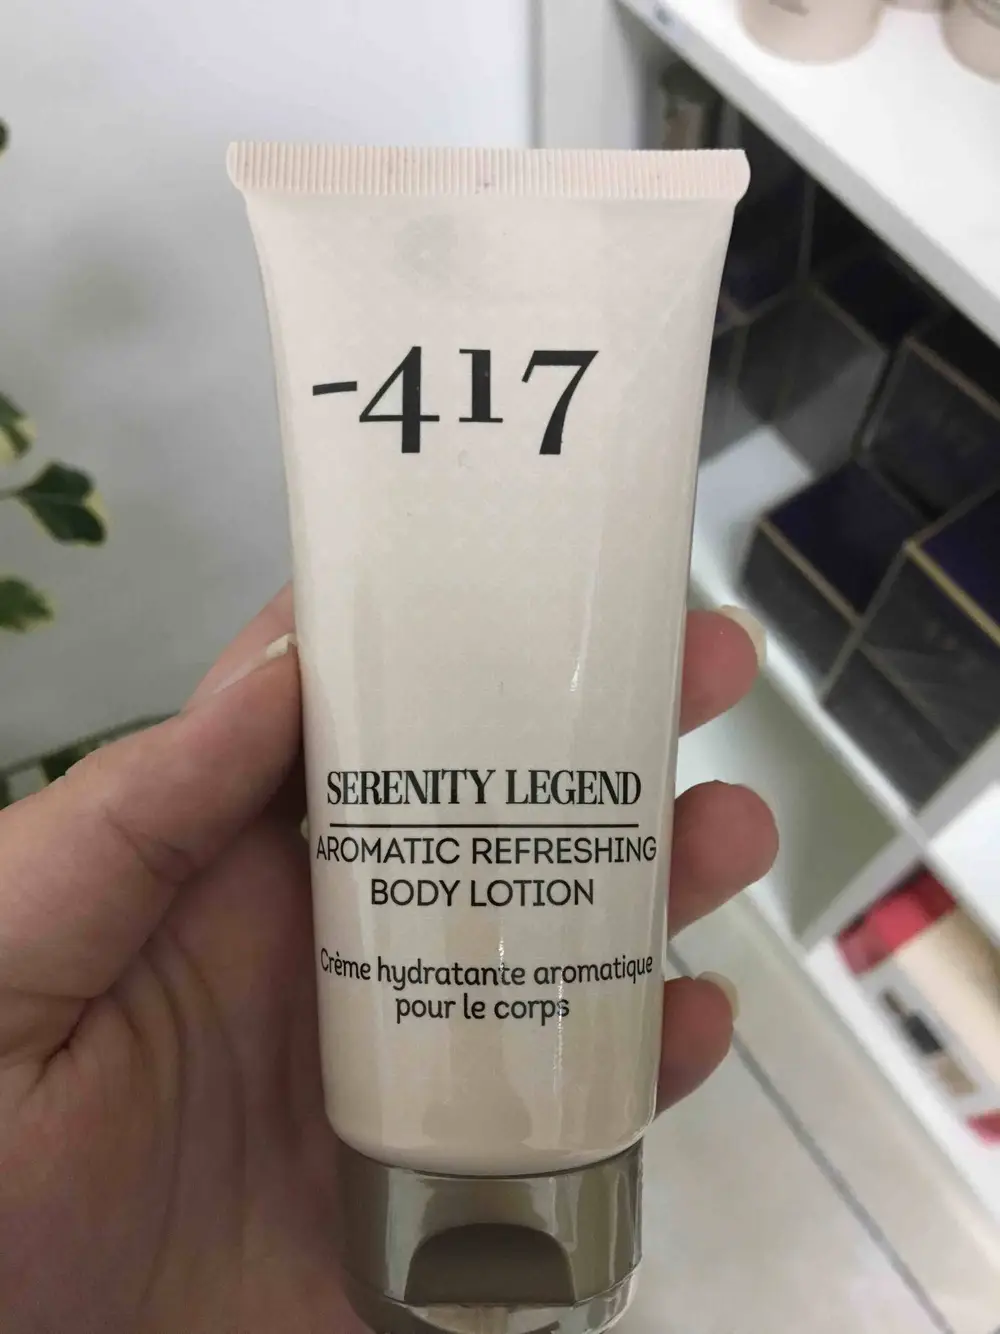 -417
SERENITY LEGEND
AROMATIC REFRESHING
BODY LOTION
Crème hydratante aromatique
pour le corps